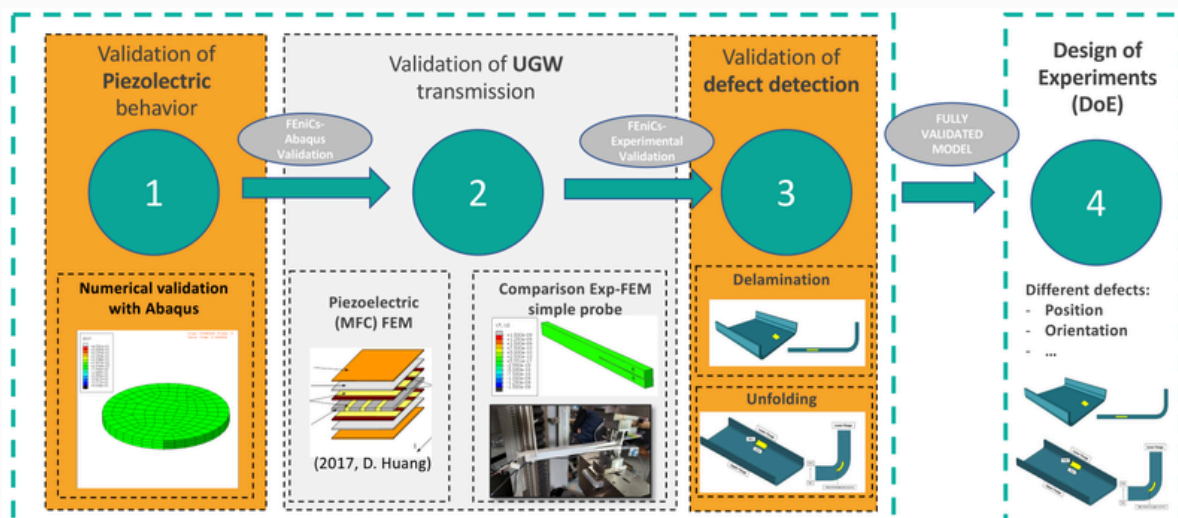 Validation of
Piezolectric
behavior
FEniCs-
Abaqus
Validation
1
Numerical validation
with Abaqus
Validation of UGW
transmission
2
Piezoelectric
(MFC) FEM
(2017, D. Huang)
Comparison Exp-FEM
simple probe
FEniCs-
Experimental
Validation
Validation of
defect detection
3
Delamination
Unfolding
FULLY
VALIDATED
MODEL
Design of
Experiments
(DoE)
4
Different defects:
- Position
- Orientation
- ...